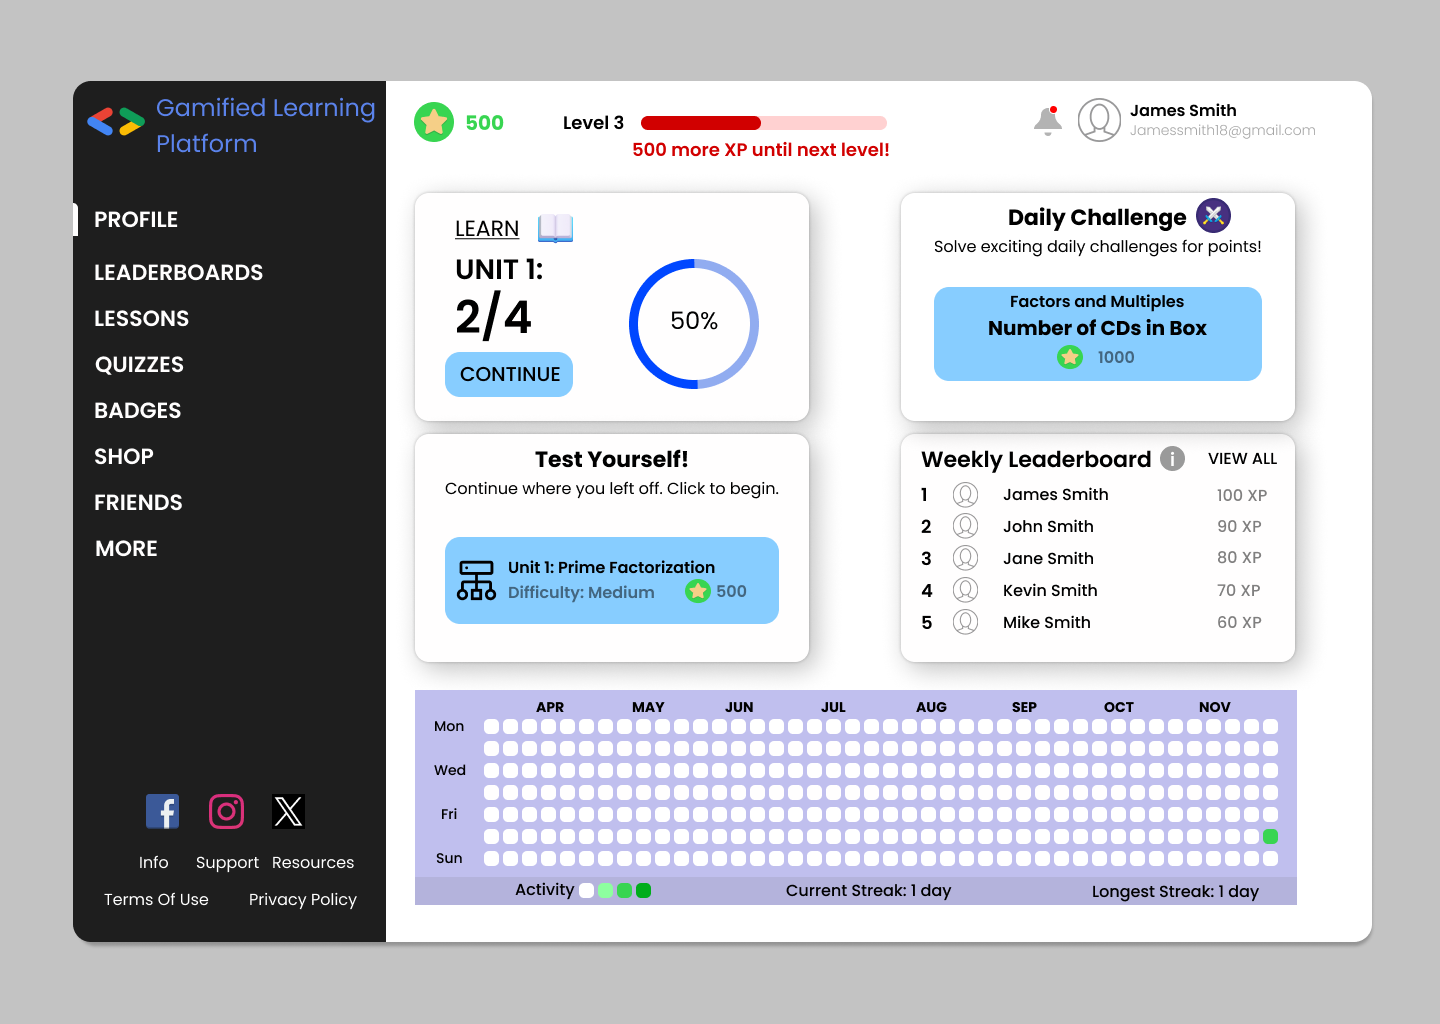 Gamified Learning
Platform
PROFILE
LEADERBOARDS
LESSONS
QUIZZES
BADGES
SHOP
FRIENDS
MORE
Info Support Resources
Terms Of Use Privacy Policy
500
Level 3
500 more XP until next level!
James Smith
Jamessmith18@gmail.com
LEARN
UNIT 1:
2/4
CONTINUE
50%
Daily Challenge
Solve exciting daily challenges for points!
Factors and Multiples
Number of CDs in Box
1000
Test Yourself!
Continue where you left off. Click to begin.
Unit 1: Prime Factorization
Difficulty: Medium 500
Weekly Leaderboard i VIEW ALL
1 James Smith 100 XP
2 John Smith 90 XP
3 Jane Smith 80 XP
4 Kevin Smith 70 XP
5 Mike Smith 60 XP
APR MAY JUN JUL AUG SEP OCT NOV
Mon
Wed
Fri
Sun
Activity Current Streak: 1 day Longest Streak: 1 day